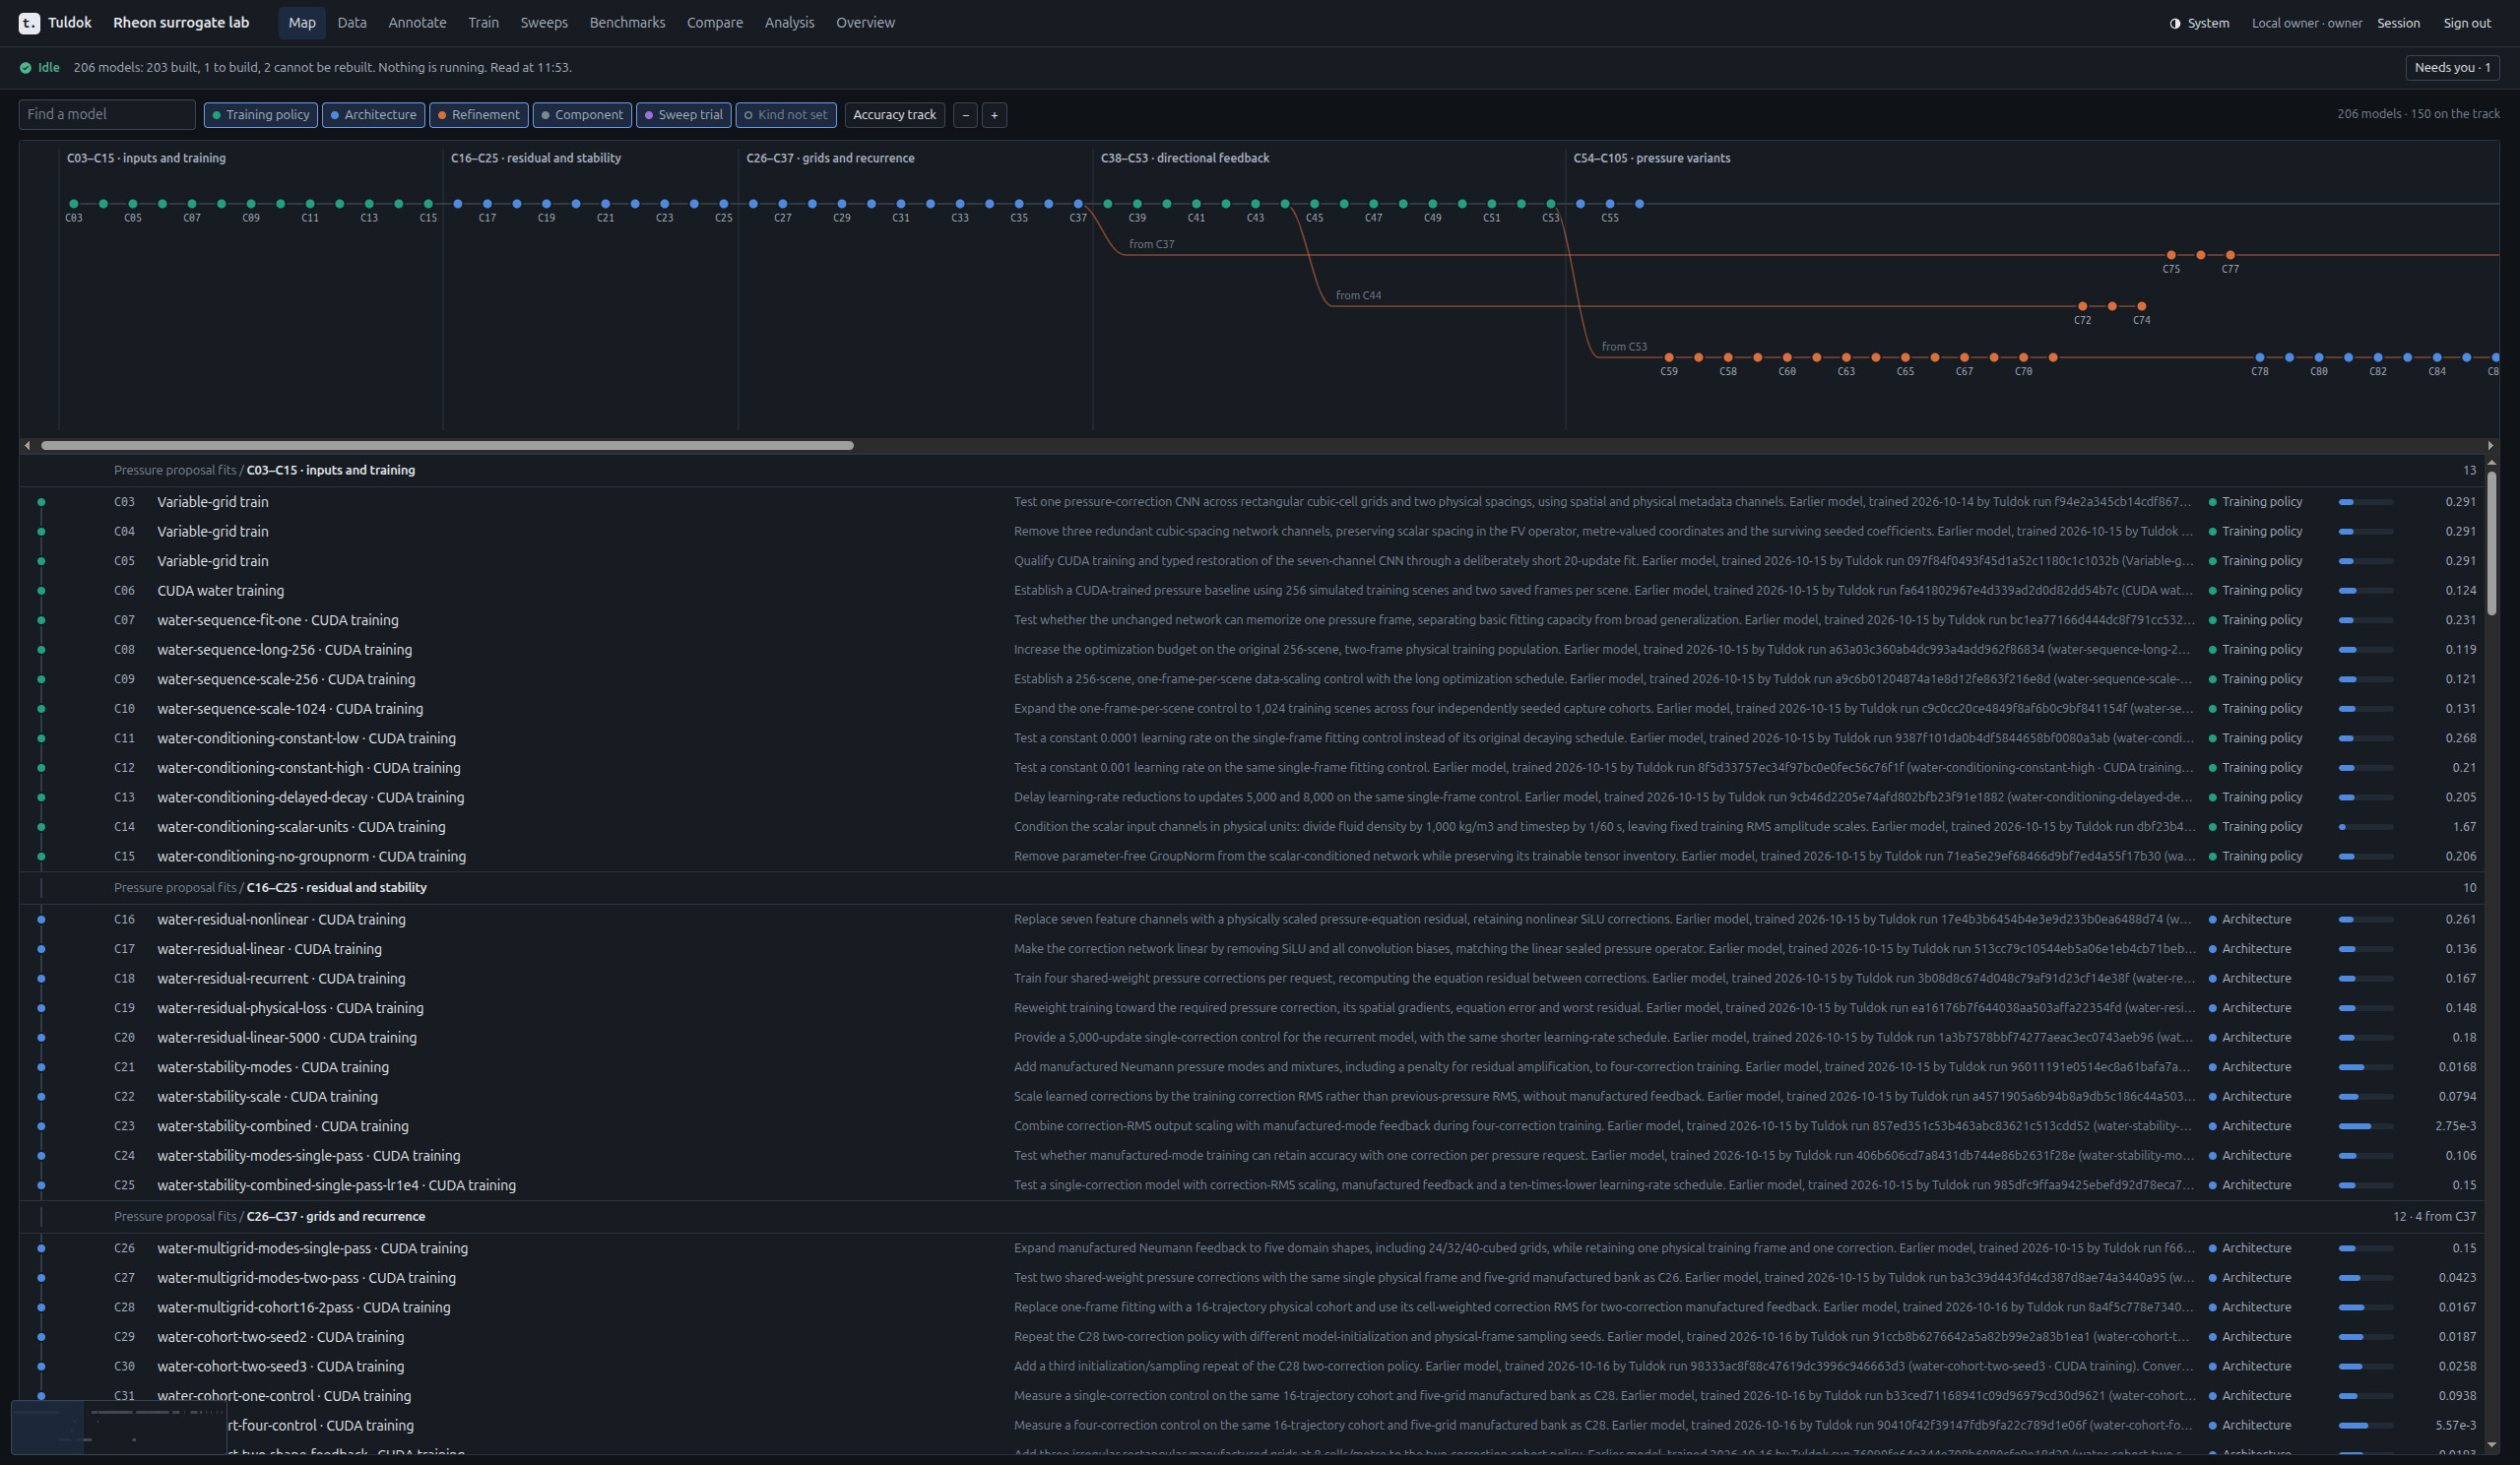 t. Tuldok Rheon surrogate lab Map Data Annotate Train Sweeps Benchmarks Compare Analysis Overview System Local owner · owner Session Sign out
Idle 206 models: 203 built, 1 to build, 2 cannot be rebuilt. Nothing is running. Read at 11:53. Needs you · 1
Find a model Training policy Architecture Refinement Component Sweep trial Kind not set Accuracy track − + 206 models · 150 on the track
C03–C15 · inputs and training C16–C25 · residual and stability C26–C37 · grids and recurrence C38–C53 · directional feedback C54–C105 · pressure variants
C03 C05 C07 C09 C11 C13 C15 C17 C19 C21 C23 C25 C27 C29 C31 C33 C35 C37 C39 C41 C43 C45 C47 C49 C51 C53 C55
from C37
C75 C77
from C44
C72 C74
from C53
C59 C58 C60 C63 C65 C67 C70 C78 C80 C82 C84 C8
Pressure proposal fits / C03–C15 · inputs and training 13
C03 Variable-grid train Test one pressure-correction CNN across rectangular cubic-cell grids and two physical spacings, using spatial and physical metadata channels. Earlier model, trained 2026-10-14 by Tuldok run f94e2a345cb14cdf867… Training policy 0.291
C04 Variable-grid train Remove three redundant cubic-spacing network channels, preserving scalar spacing in the FV operator, metre-valued coordinates and the surviving seeded coefficients. Earlier model, trained 2026-10-15 by Tuldok … Training policy 0.291
C05 Variable-grid train Qualify CUDA training and typed restoration of the seven-channel CNN through a deliberately short 20-update fit. Earlier model, trained 2026-10-15 by Tuldok run 097f84f0493f45d1a52c1180c1c1032b (Variable-g… Training policy 0.291
C06 CUDA water training Establish a CUDA-trained pressure baseline using 256 simulated training scenes and two saved frames per scene. Earlier model, trained 2026-10-15 by Tuldok run fa641802967e4d339ad2d0d82dd54b7c (CUDA wat… Training policy 0.124
C07 water-sequence-fit-one · CUDA training Test whether the unchanged network can memorize one pressure frame, separating basic fitting capacity from broad generalization. Earlier model, trained 2026-10-15 by Tuldok run bc1ea77166d444dc8f791cc532… Training policy 0.231
C08 water-sequence-long-256 · CUDA training Increase the optimization budget on the original 256-scene, two-frame physical training population. Earlier model, trained 2026-10-15 by Tuldok run a63a03c360ab4dc993a4add962f86834 (water-sequence-long-2… Training policy 0.119
C09 water-sequence-scale-256 · CUDA training Establish a 256-scene, one-frame-per-scene data-scaling control with the long optimization schedule. Earlier model, trained 2026-10-15 by Tuldok run a9c6b01204874a1e8d12fe863f216e8d (water-sequence-scale-… Training policy 0.121
C10 water-sequence-scale-1024 · CUDA training Expand the one-frame-per-scene control to 1,024 training scenes across four independently seeded capture cohorts. Earlier model, trained 2026-10-15 by Tuldok run c9c0cc20ce4849f8af6b0c9bf841154f (water-se… Training policy 0.131
C11 water-conditioning-constant-low · CUDA training Test a constant 0.0001 learning rate on the single-frame fitting control instead of its original decaying schedule. Earlier model, trained 2026-10-15 by Tuldok run 9387f101da0b4df5844658bf0080a3ab (water-condi… Training policy 0.268
C12 water-conditioning-constant-high · CUDA training Test a constant 0.001 learning rate on the same single-frame fitting control. Earlier model, trained 2026-10-15 by Tuldok run 8f5d33757ec34f97bc0e0fec56c76f1f (water-conditioning-constant-high · CUDA training… Training policy 0.21
C13 water-conditioning-delayed-decay · CUDA training Delay learning-rate reductions to updates 5,000 and 8,000 on the same single-frame control. Earlier model, trained 2026-10-15 by Tuldok run 9cb46d2205e74afd802bfb23f91e1882 (water-conditioning-delayed-de… Training policy 0.205
C14 water-conditioning-scalar-units · CUDA training Condition the scalar input channels in physical units: divide fluid density by 1,000 kg/m3 and timestep by 1/60 s, leaving fixed training RMS amplitude scales. Earlier model, trained 2026-10-15 by Tuldok run dbf23b4… Training policy 1.67
C15 water-conditioning-no-groupnorm · CUDA training Remove parameter-free GroupNorm from the scalar-conditioned network while preserving its trainable tensor inventory. Earlier model, trained 2026-10-15 by Tuldok run 71ea5e29ef68466d9bf7ed4a55f17b30 (wa… Training policy 0.206
Pressure proposal fits / C16–C25 · residual and stability 10
C16 water-residual-nonlinear · CUDA training Replace seven feature channels with a physically scaled pressure-equation residual, retaining nonlinear SiLU corrections. Earlier model, trained 2026-10-15 by Tuldok run 17e4b3b6454b4e3e9d233b0ea6488d74 (w… Architecture 0.261
C17 water-residual-linear · CUDA training Make the correction network linear by removing SiLU and all convolution biases, matching the linear sealed pressure operator. Earlier model, trained 2026-10-15 by Tuldok run 513cc79c10544eb5a06e1eb4cb71beb… Architecture 0.136
C18 water-residual-recurrent · CUDA training Train four shared-weight pressure corrections per request, recomputing the equation residual between corrections. Earlier model, trained 2026-10-15 by Tuldok run 3b08d8c674d048c79af91d23cf14e38f (water-re… Architecture 0.167
C19 water-residual-physical-loss · CUDA training Reweight training toward the required pressure correction, its spatial gradients, equation error and worst residual. Earlier model, trained 2026-10-15 by Tuldok run ea16176b7f644038aa503affa22354fd (water-resi… Architecture 0.148
C20 water-residual-linear-5000 · CUDA training Provide a 5,000-update single-correction control for the recurrent model, with the same shorter learning-rate schedule. Earlier model, trained 2026-10-15 by Tuldok run 1a3b7578bbf74277aeac3ec0743aeb96 (wat… Architecture 0.18
C21 water-stability-modes · CUDA training Add manufactured Neumann pressure modes and mixtures, including a penalty for residual amplification, to four-correction training. Earlier model, trained 2026-10-15 by Tuldok run 96011191e0514ec8a61bafa7a… Architecture 0.0168
C22 water-stability-scale · CUDA training Scale learned corrections by the training correction RMS rather than previous-pressure RMS, without manufactured feedback. Earlier model, trained 2026-10-15 by Tuldok run a4571905a6b94b8a9db5c186c44a503… Architecture 0.0794
C23 water-stability-combined · CUDA training Combine correction-RMS output scaling with manufactured-mode feedback during four-correction training. Earlier model, trained 2026-10-15 by Tuldok run 857ed351c53b463abc83621c513cdd52 (water-stability-… Architecture 2.75e-3
C24 water-stability-modes-single-pass · CUDA training Test whether manufactured-mode training can retain accuracy with one correction per pressure request. Earlier model, trained 2026-10-15 by Tuldok run 406b606cd7a8431db744e86b2631f28e (water-stability-mo… Architecture 0.106
C25 water-stability-combined-single-pass-lr1e4 · CUDA training Test a single-correction model with correction-RMS scaling, manufactured feedback and a ten-times-lower learning-rate schedule. Earlier model, trained 2026-10-15 by Tuldok run 985dfc9ffaa9425ebefd92d78eca7… Architecture 0.15
Pressure proposal fits / C26–C37 · grids and recurrence 12 · 4 from C37
C26 water-multigrid-modes-single-pass · CUDA training Expand manufactured Neumann feedback to five domain shapes, including 24/32/40-cubed grids, while retaining one physical training frame and one correction. Earlier model, trained 2026-10-15 by Tuldok run f66… Architecture 0.15
C27 water-multigrid-modes-two-pass · CUDA training Test two shared-weight pressure corrections with the same single physical frame and five-grid manufactured bank as C26. Earlier model, trained 2026-10-15 by Tuldok run ba3c39d443fd4cd387d8ae74a3440a95 (w… Architecture 0.0423
C28 water-multigrid-cohort16-2pass · CUDA training Replace one-frame fitting with a 16-trajectory physical cohort and use its cell-weighted correction RMS for two-correction manufactured feedback. Earlier model, trained 2026-10-16 by Tuldok run 8a4f5c778e7340… Architecture 0.0167
C29 water-cohort-two-seed2 · CUDA training Repeat the C28 two-correction policy with different model-initialization and physical-frame sampling seeds. Earlier model, trained 2026-10-16 by Tuldok run 91ccb8b6276642a5a82b99e2a83b1ea1 (water-cohort-t… Architecture 0.0187
C30 water-cohort-two-seed3 · CUDA training Add a third initialization/sampling repeat of the C28 two-correction policy. Earlier model, trained 2026-10-16 by Tuldok run 98333ac8f88c47619dc3996c946663d3 (water-cohort-two-seed3 · CUDA training). Conver… Architecture 0.0258
C31 water-cohort-one-control · CUDA training Measure a single-correction control on the same 16-trajectory cohort and five-grid manufactured bank as C28. Earlier model, trained 2026-10-16 by Tuldok run b33ced71168941c09d96979cd30d9621 (water-cohort… Architecture 0.0938
rt-four-control · CUDA training Measure a four-correction control on the same 16-trajectory cohort and five-grid manufactured bank as C28. Earlier model, trained 2026-10-16 by Tuldok run 90410f42f39147fdb9fa22c789d1e06f (water-cohort-fo… Architecture 5.57e-3